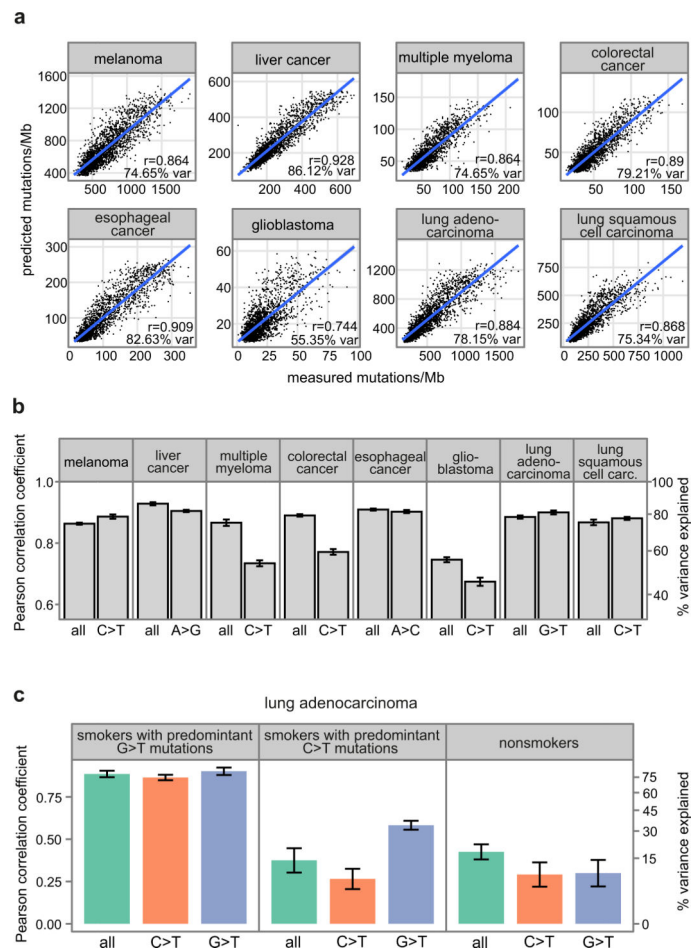 a
melanoma
liver cancer
multiple myeloma
colorectal
cancer
predicted mutations/Mb
1600
1200
800
400
r=0.864
74.65% var
500 1000 1500
600
400
200
r=0.928
86.12% var
200 400 600
150
100
50
r=0.864
74.65% var
50 100 150 200
100
50
r=0.89
79.21% var
50 100 150
esophageal
cancer
glioblastoma
lung adeno-
carcinoma
lung squamous
cell carcinoma
300
200
100
r=0.909
82.63% var
0 100 200 300
60
40
20
r=0.744
55.35% var
0 25 50 75 100
1200
800
400
r=0.884
78.15% var
500 1000 1500
750
500
250
r=0.868
75.34% var
0 250 500 800 1100
measured mutations/Mb
b
Pearson correlation coefficient
melanoma
liver
cancer
multiple
myeloma
colorectal
cancer
esophageal
cancer
glio-
blastoma
lung
adeno-
carcinoma
lung
squamous
cell carc.
1.0
0.8
0.6
100
80
60
40
% variance explained
all C>T all A>G all C>T all C>T all A>C all C>T all G>T all C>T
c
lung adenocarcinoma
Pearson correlation coefficient
smokers with predomintant
G>T mutations
smokers with predomintant
C>T mutations
nonsmokers
0.75
0.50
0.25
0.00
75
60
45
30
15
0
% variance explained
all C>T G>T all C>T G>T all C>T G>T